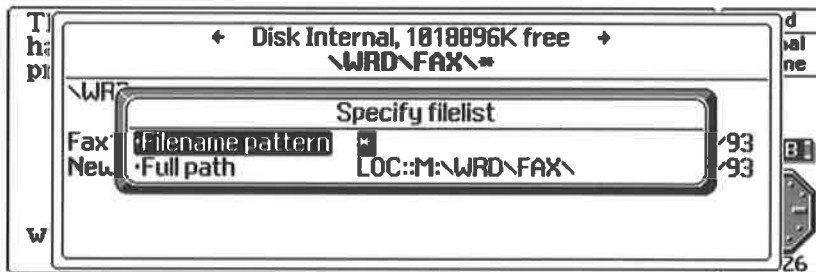 ← Disk Internal, 1018896K free →
\WRD\FAX\*
\WRD
Specify filelist
Fax
•Filename pattern *
/93
New
•Full path LOC::M:\WRD\FAX\
/93
w
26